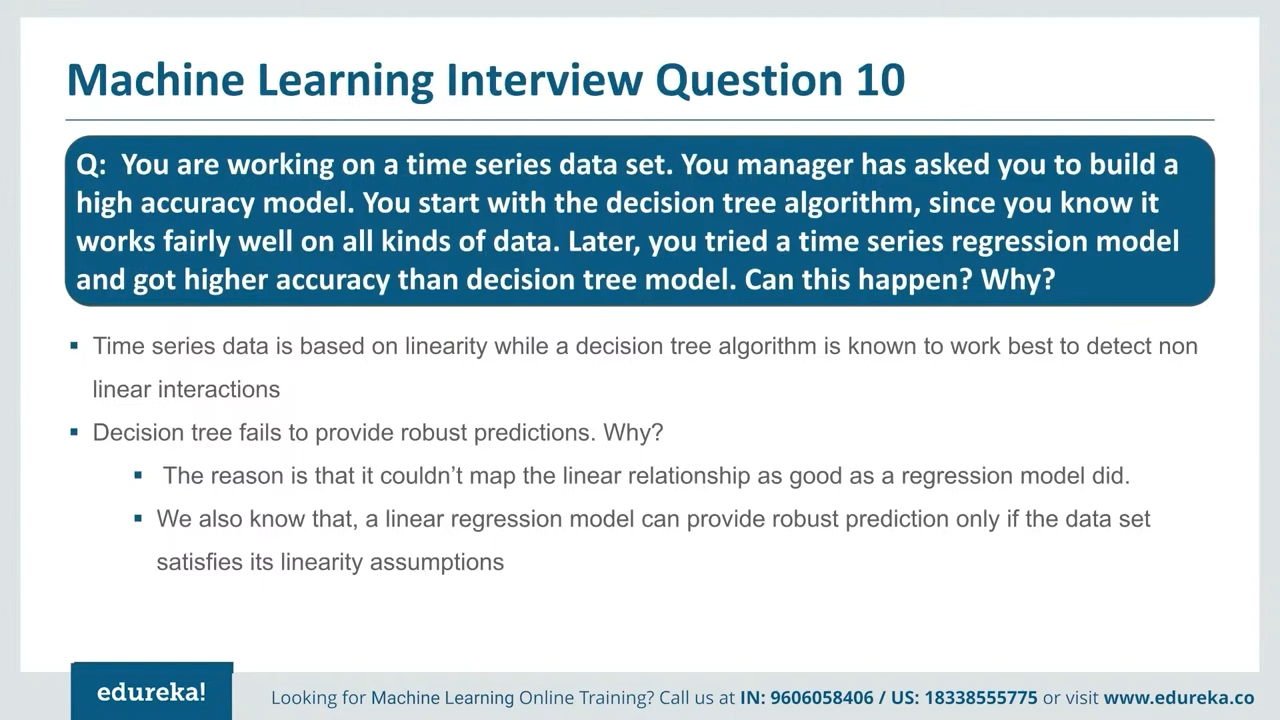 Machine Learning Interview Question 10
Q: You are working on a time series data set. You manager has asked you to build a
high accuracy model. You start with the decision tree algorithm, since you know it
works fairly well on all kinds of data. Later, you tried a time series regression model
and got higher accuracy than decision tree model. Can this happen? Why?
▪ Time series data is based on linearity while a decision tree algorithm is known to work best to detect non
linear interactions
▪ Decision tree fails to provide robust predictions. Why?
▪ The reason is that it couldn’t map the linear relationship as good as a regression model did.
▪ We also know that, a linear regression model can provide robust prediction only if the data set
satisfies its linearity assumptions
edureka!
Looking for Machine Learning Online Training? Call us at IN: 9606058406 / US: 18338555775 or visit www.edureka.co